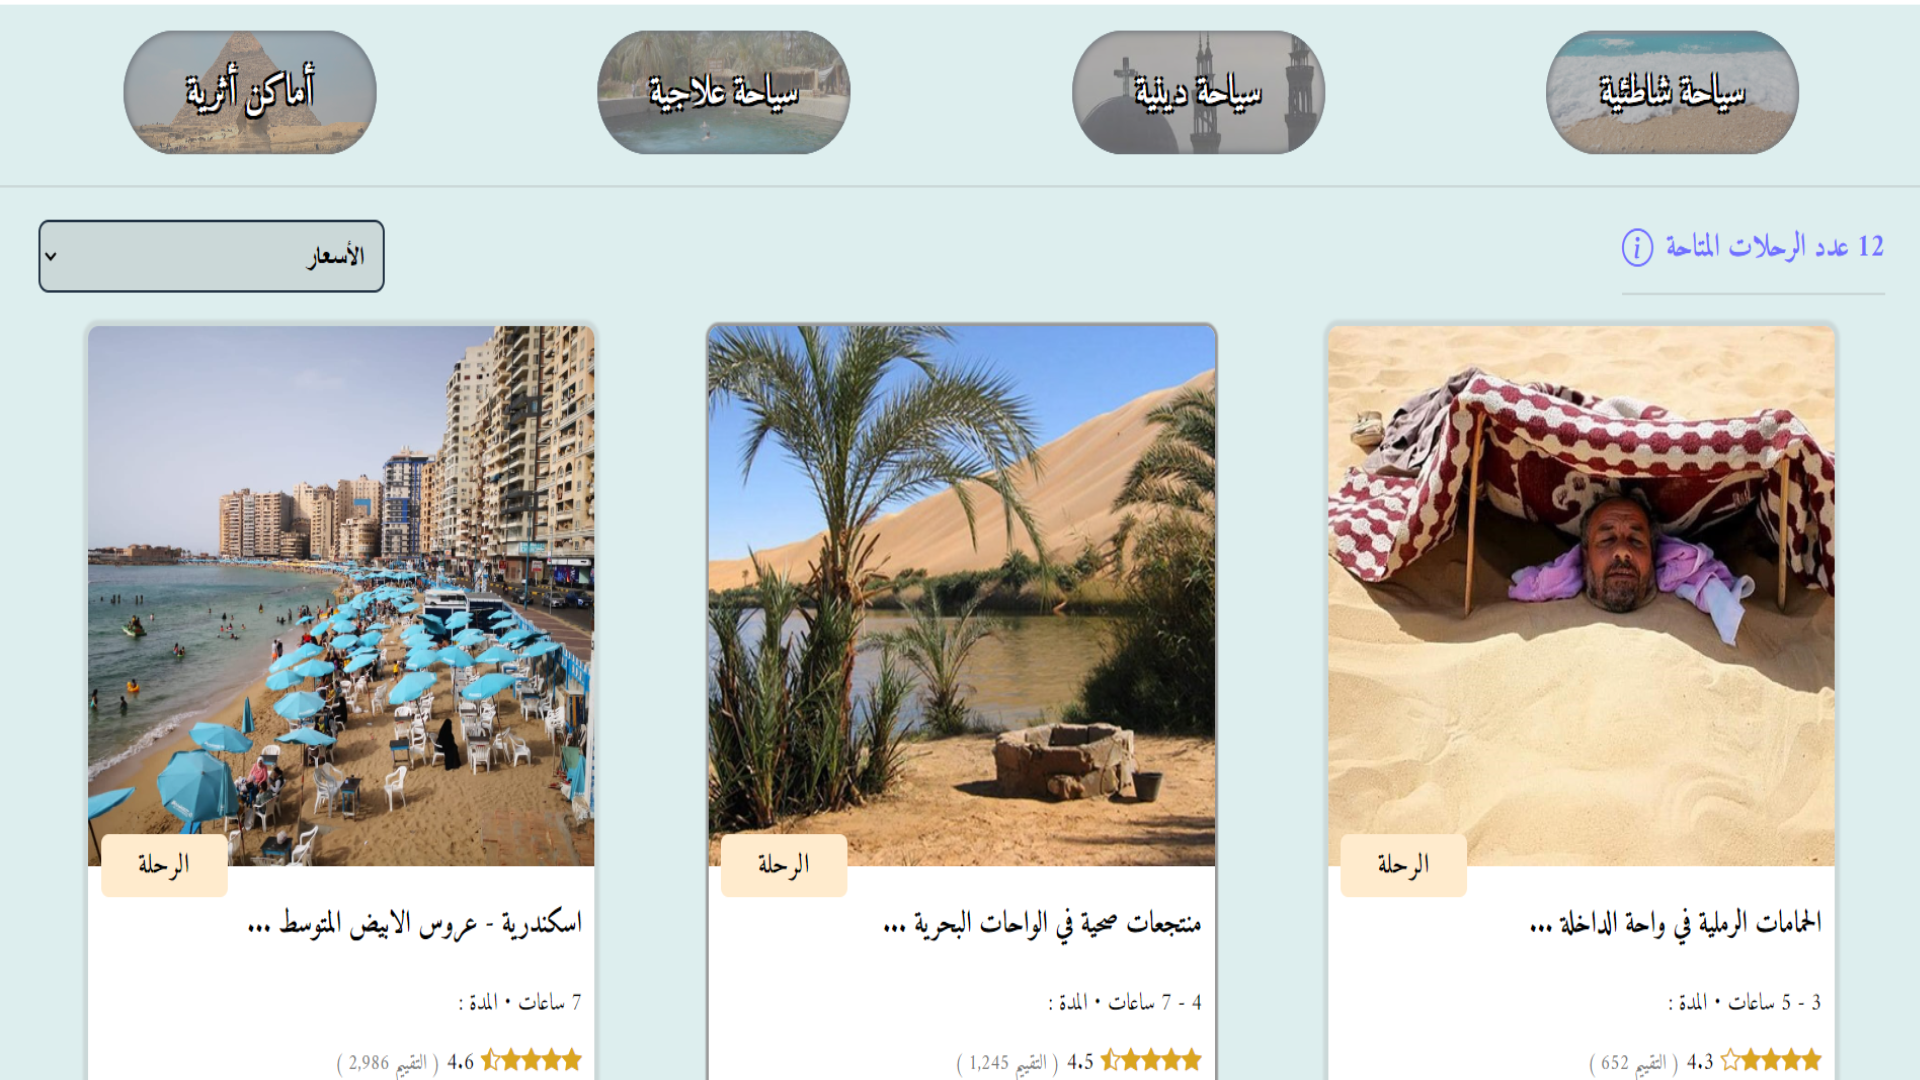 سياحة شاطئية
سياحة دينية
سياحة علاجية
أماكن أثرية
12 عدد الرحلات المتاحة i
الأسعار
الرحلة
الحمامات الرملية في واحة الداخلة ...
3 - 5 ساعات • المدة :
4.3 ( التقييم 652 )
الرحلة
منتجعات صحية في الواحات البحرية ...
4 - 7 ساعات • المدة :
4.5 ( التقييم 1,245 )
الرحلة
اسكندرية - عروس الابيض المتوسط ...
7 ساعات • المدة :
4.6 ( التقييم 2,986 )